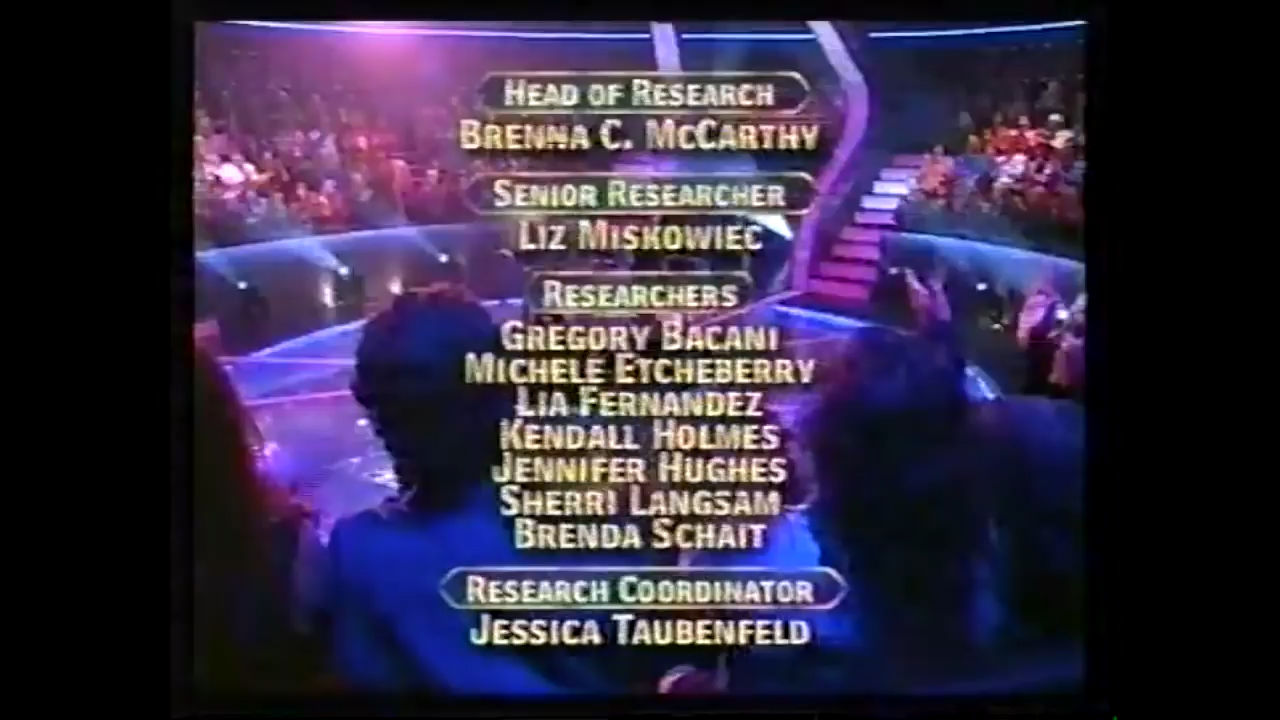 HEAD OF RESEARCH
BRENNA C. MCCARTHY
SENIOR RESEARCHER
LIZ MISKOWIEC
RESEARCHERS
GREGORY BACANI
MICHELE ETCHEBERRY
LIA FERNANDEZ
KENDALL HOLMES
JENNIFER HUGHES
SHERRI LANGSAM
BRENDA SCHAIT
RESEARCH COORDINATOR
JESSICA TAUBENFELD